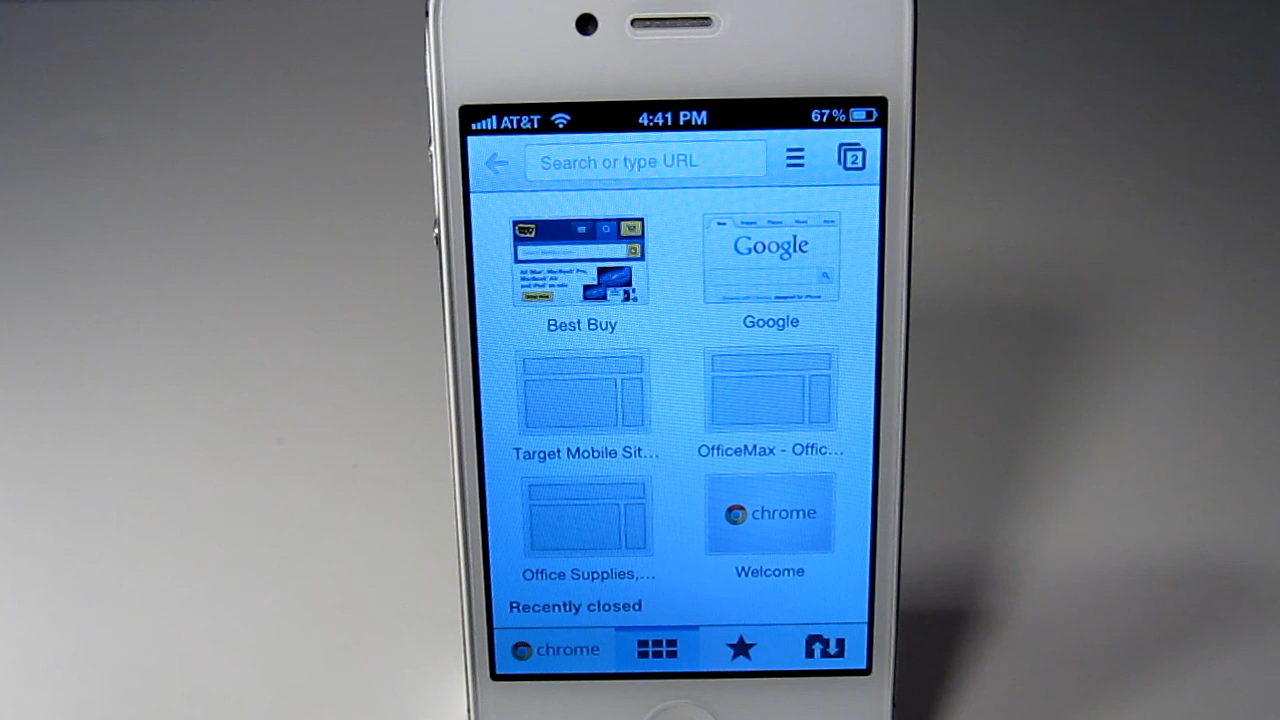 AT&T 4:41 PM 67%
Search or type URL 2
Google
Best Buy Google
Target Mobile Sit... OfficeMax - Offic...
chrome
Office Supplies,... Welcome
Recently closed
chrome